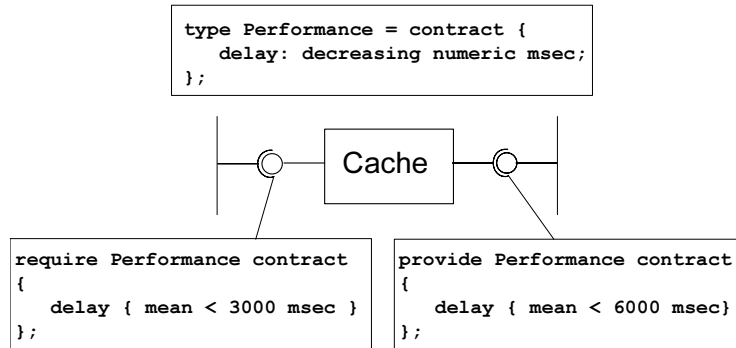 type Performance = contract {
delay: decreasing numeric msec;
};
Cache
require Performance contract
{
delay { mean < 3000 msec }
};
provide Performance contract
{
delay { mean < 6000 msec}
};